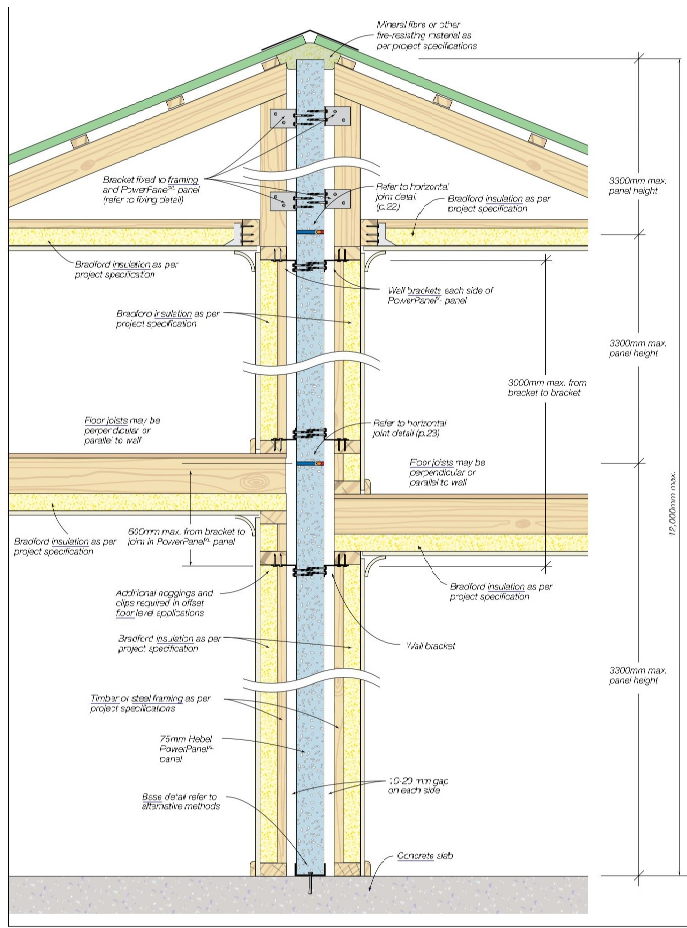 Mineral fibre or other
fire-resisting material as
per project specifications
3300mm max.
panel height
Bracket fixed to framing
and PowerPanel panel
(refer to fixing detail)
Refer to horizontal
joint detail
(p.22)
Bradford insulation as per
project specification
Bradford insulation as per
project specification
Wall brackets each side of
PowerPanel panel
Bradford insulation as per
project specification
3300mm max.
panel height
3000mm max. from
bracket to bracket
Floor joists may be
perpendicular or
parallel to wall
Refer to horizontal
joint detail (p.23)
Floor joists may be
perpendicular or
parallel to wall
12,000mm max.
Bradford insulation as per
project specification
600mm max. from bracket to
joint in PowerPanel panel
Additional noggings and
clips required in offset
floor level applications
Bradford insulation as per
project specification
Bradford insulation as per
project specification
Wall bracket
3300mm max.
panel height
Timber or steel framing as per
project specifications
75mm Hebel
PowerPanel
panel
10-20 mm gap
on each side
Base detail refer to
alternative methods
Concrete slab